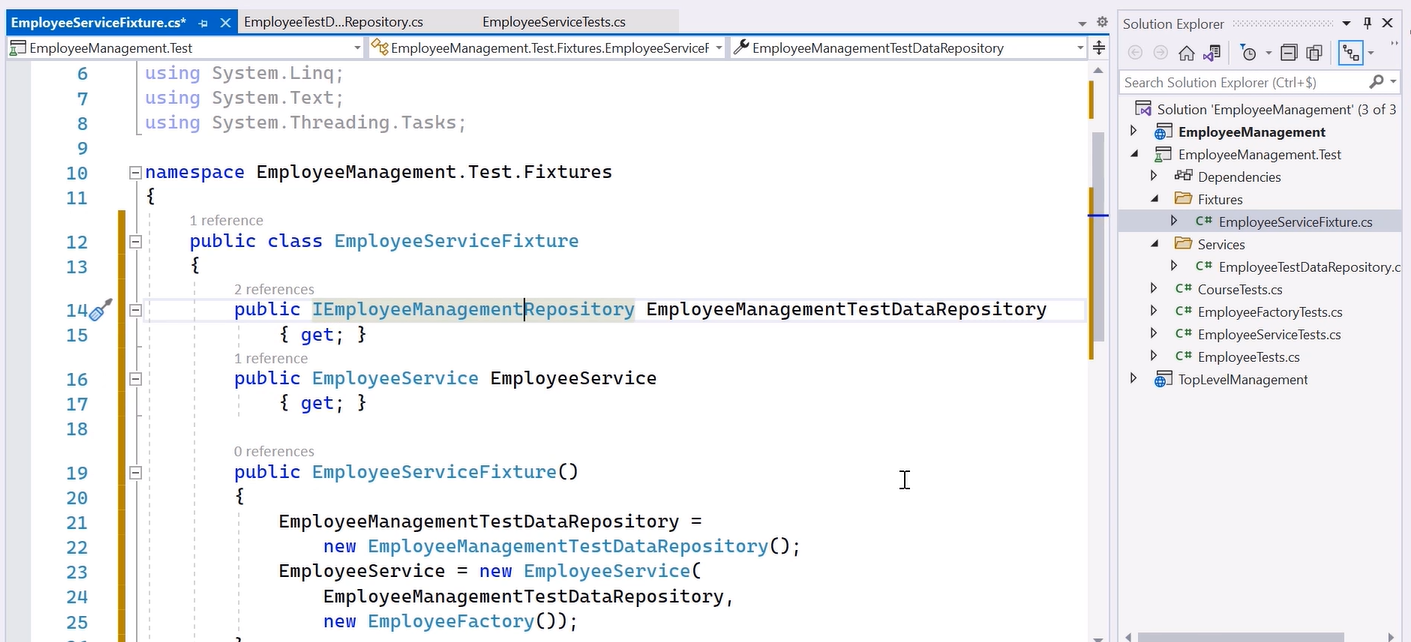 EmployeeServiceFixture.cs*
EmployeeTestD...Repository.cs
EmployeeServiceTests.cs
EmployeeManagement.Test
EmployeeManagement.Test.Fixtures.EmployeeServiceF
EmployeeManagementTestDataRepository
6 using System.Linq;
7 using System.Text;
8 using System.Threading.Tasks;
9
10 namespace EmployeeManagement.Test.Fixtures
11 {
1 reference
12 public class EmployeeServiceFixture
13 {
2 references
14 public IEmployeeManagementRepository EmployeeManagementTestDataRepository
15 { get; }
1 reference
16 public EmployeeService EmployeeService
17 { get; }
18
0 references
19 public EmployeeServiceFixture()
20 {
21 EmployeeManagementTestDataRepository =
22 new EmployeeManagementTestDataRepository();
23 EmployeeService = new EmployeeService(
24 EmployeeManagementTestDataRepository,
25 new EmployeeFactory());
Solution Explorer
Search Solution Explorer (Ctrl+$)
Solution 'EmployeeManagement' (3 of 3
EmployeeManagement
EmployeeManagement.Test
Dependencies
Fixtures
C# EmployeeServiceFixture.cs
Services
C# EmployeeTestDataRepository.c
C# CourseTests.cs
C# EmployeeFactoryTests.cs
C# EmployeeServiceTests.cs
C# EmployeeTests.cs
TopLevelManagement